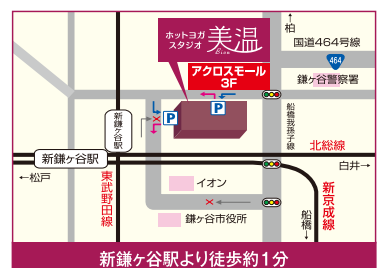 ホットヨガ
スタジオ
美温
Bion
↑
柏
国道464号線
464
アクロスモール
3F
鎌ヶ谷警察署
P
P
新鎌ヶ谷駅
船橋我孫子線
北総線
新鎌ヶ谷駅
←松戸
白井→
東武野田線
イオン
新京成線
鎌ヶ谷市役所
船橋
↓
新鎌ヶ谷駅より徒歩約1分